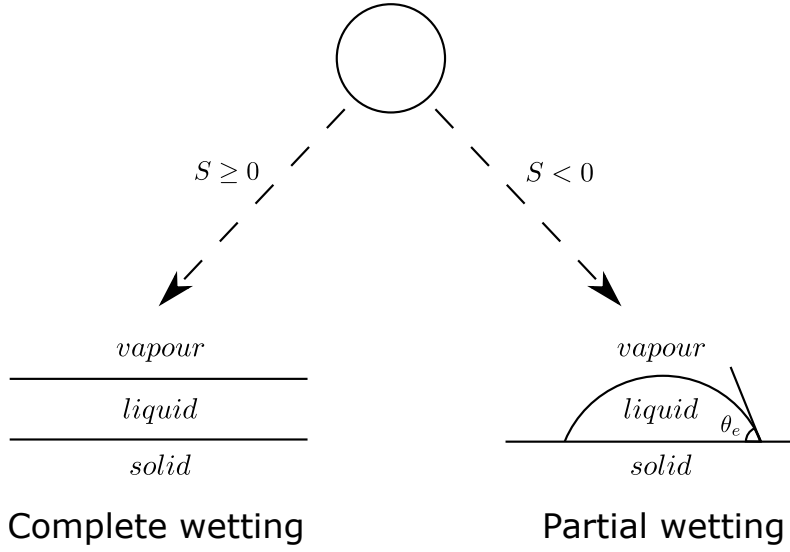 S ≥ 0
S < 0
vapour
liquid
solid
Complete wetting
vapour
liquid
θₑ
solid
Partial wetting